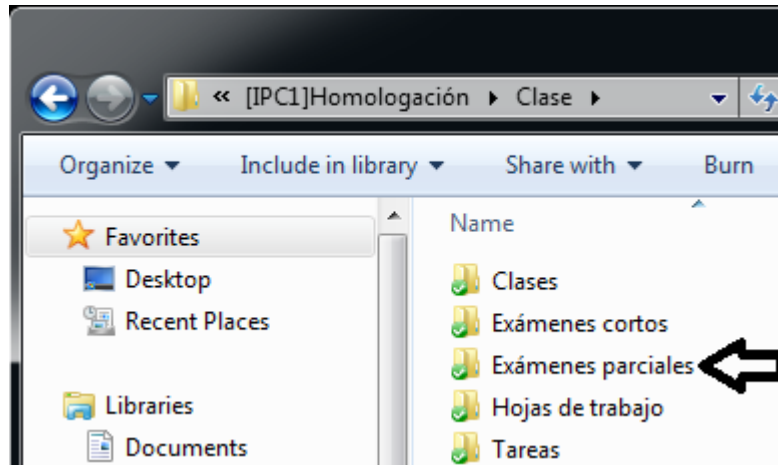 « [IPC1]Homologación Clase
Organize Include in library Share with Burn
Favorites
Desktop
Recent Places
Libraries
Documents
Name
Clases
Exámenes cortos
Exámenes parciales
Hojas de trabajo
Tareas